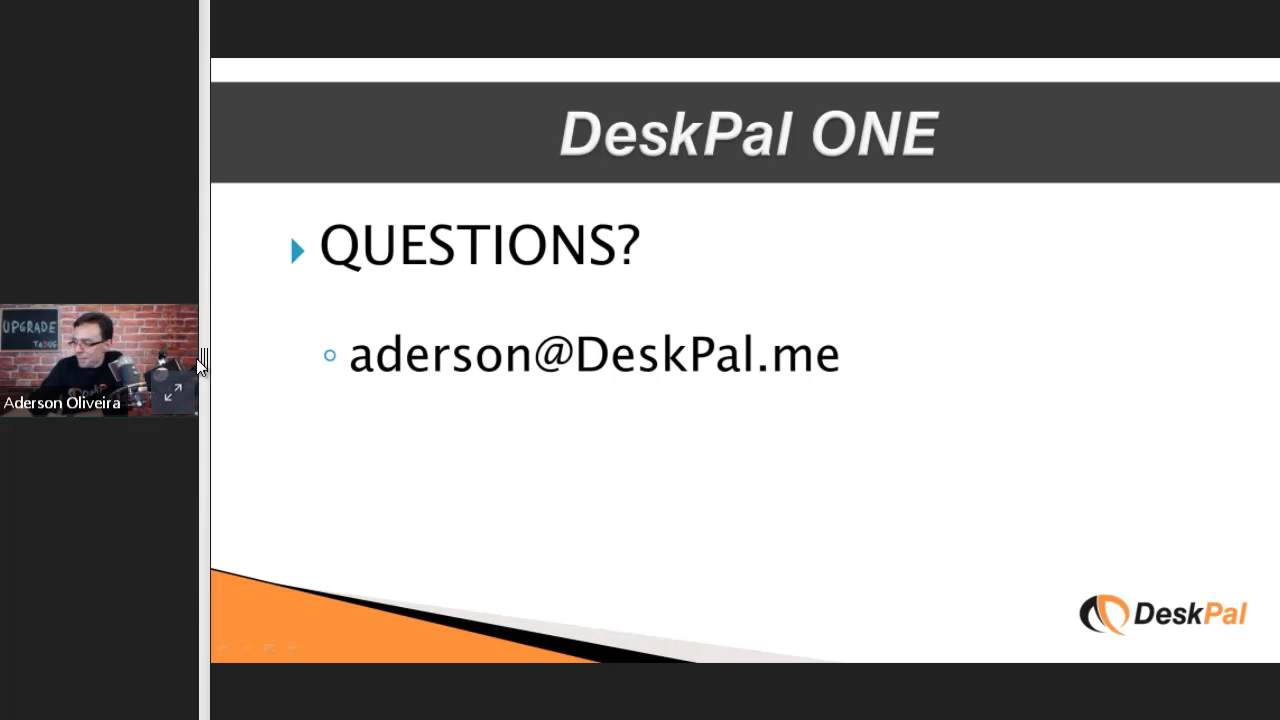 DeskPal ONE
QUESTIONS?
aderson@DeskPal.me
UPGRADE
Aderson Oliveira
DeskPal